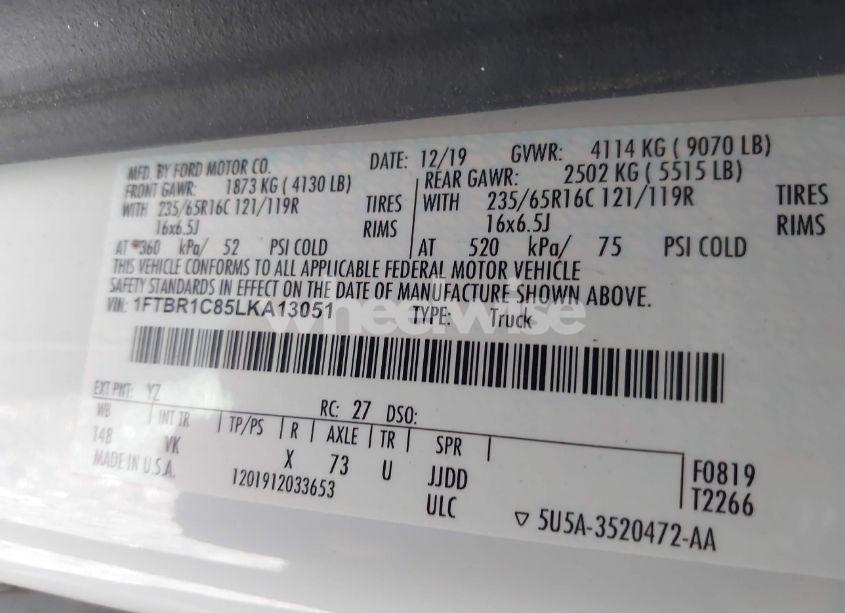 MFD. BY FORD MOTOR CO. DATE: 12/19 GVWR: 4114 KG ( 9070 LB)
FRONT GAWR: 1873 KG ( 4130 LB) REAR GAWR: 2502 KG ( 5515 LB)
WITH 235/65R16C 121/119R TIRES WITH 235/65R16C 121/119R TIRES
16x6.5J RIMS 16x6.5J RIMS
AT 360 kPa/ 52 PSI COLD AT 520 kPa/ 75 PSI COLD
THIS VEHICLE CONFORMS TO ALL APPLICABLE FEDERAL MOTOR VEHICLE
SAFETY STANDARDS IN EFFECT ON THE DATE OF MANUFACTURE SHOWN ABOVE.
VIN: 1FTBR1C85LKA13051 TYPE: Truck
wheelwise
EXT PNT: YZ RC: 27 DSO:
WB INT TR TP/PS R AXLE TR SPR
148 VK X 73 U JJDD F0819
MADE IN U.S.A. 1201912033653 ULC T2266
5U5A-3520472-AA